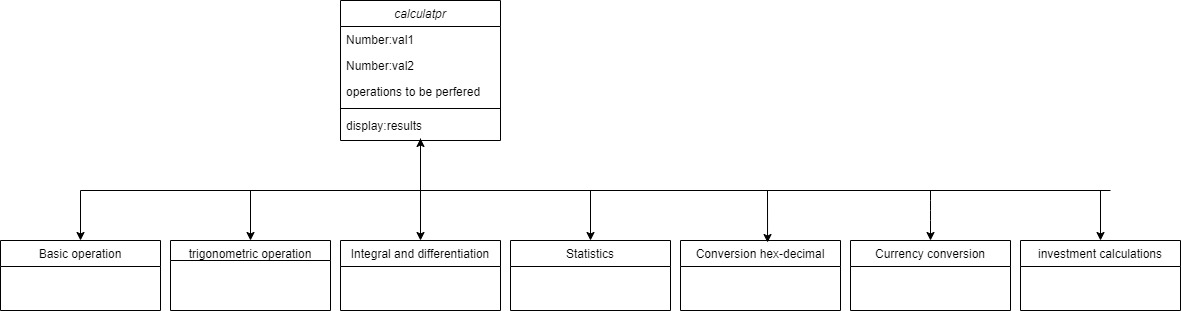 calculatpr
Number:val1
Number:val2
operations to be perfered
display:results
Basic operation
trigonometric operation
Integral and differentiation
Statistics
Conversion hex-decimal
Currency conversion
investment calculations